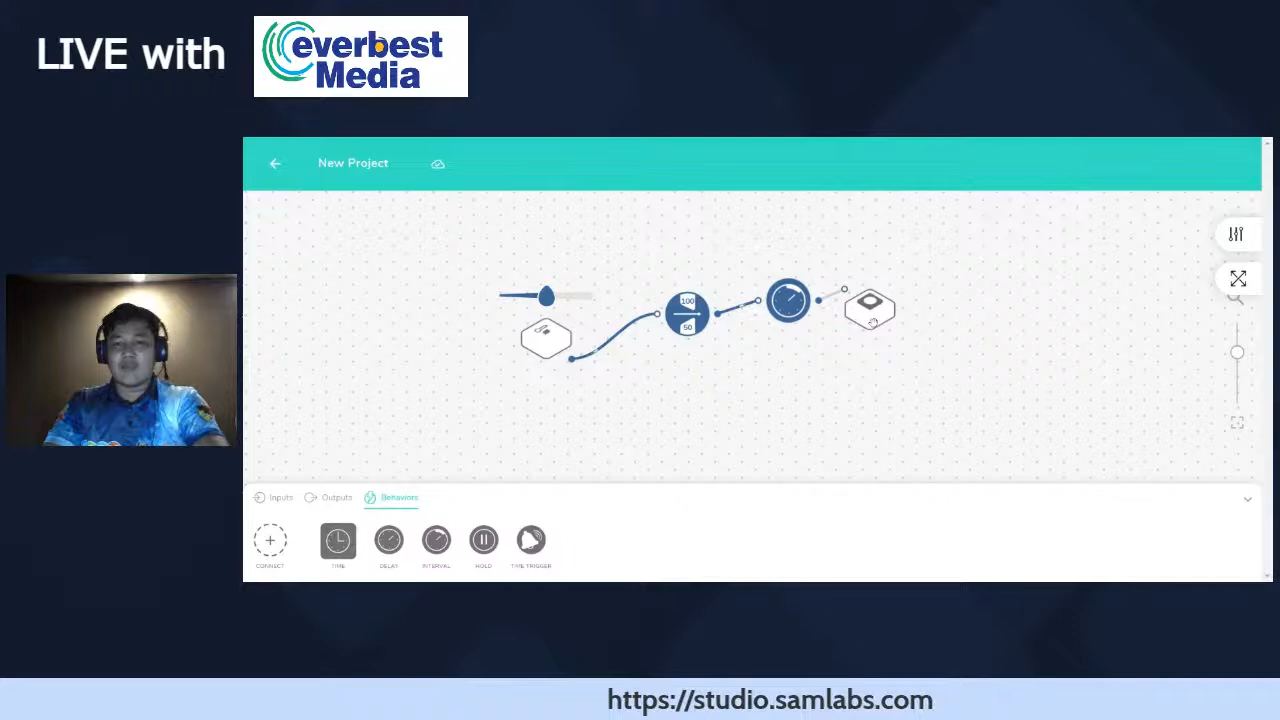 LIVE with
everbest
Media
New Project
100
50
Inputs
Outputs
Behaviors
CONNECT
TIME
DELAY
INTERVAL
HOLD
TIME TRIGGER
https://studio.samlabs.com